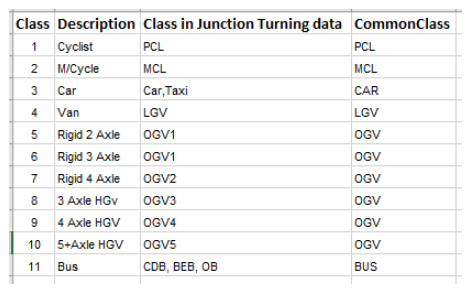 Class Description Class in Junction Turning data CommonClass
1 Cyclist PCL PCL
2 M/Cycle MCL MCL
3 Car Car,Taxi CAR
4 Van LGV LGV
5 Rigid 2 Axle OGV1 OGV
6 Rigid 3 Axle OGV1 OGV
7 Rigid 4 Axle OGV2 OGV
8 3 Axle HGv OGV3 OGV
9 4 Axle HGV OGV4 OGV
10 5+Axle HGV OGV5 OGV
11 Bus CDB, BEB, OB BUS